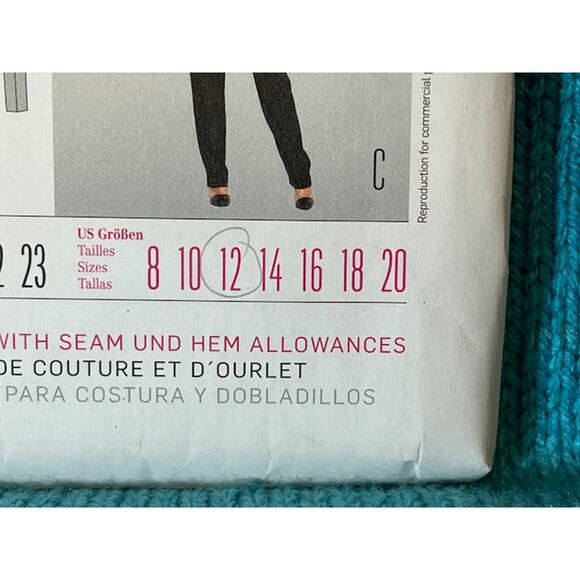 C
Reproduction for commercial
23
US Größen
Tailles
Sizes
Tallas
8 10 12 14 16 18 20
WITH SEAM UND HEM ALLOWANCES
DE COUTURE ET D´OURLET
PARA COSTURA Y DOBLADILLOS